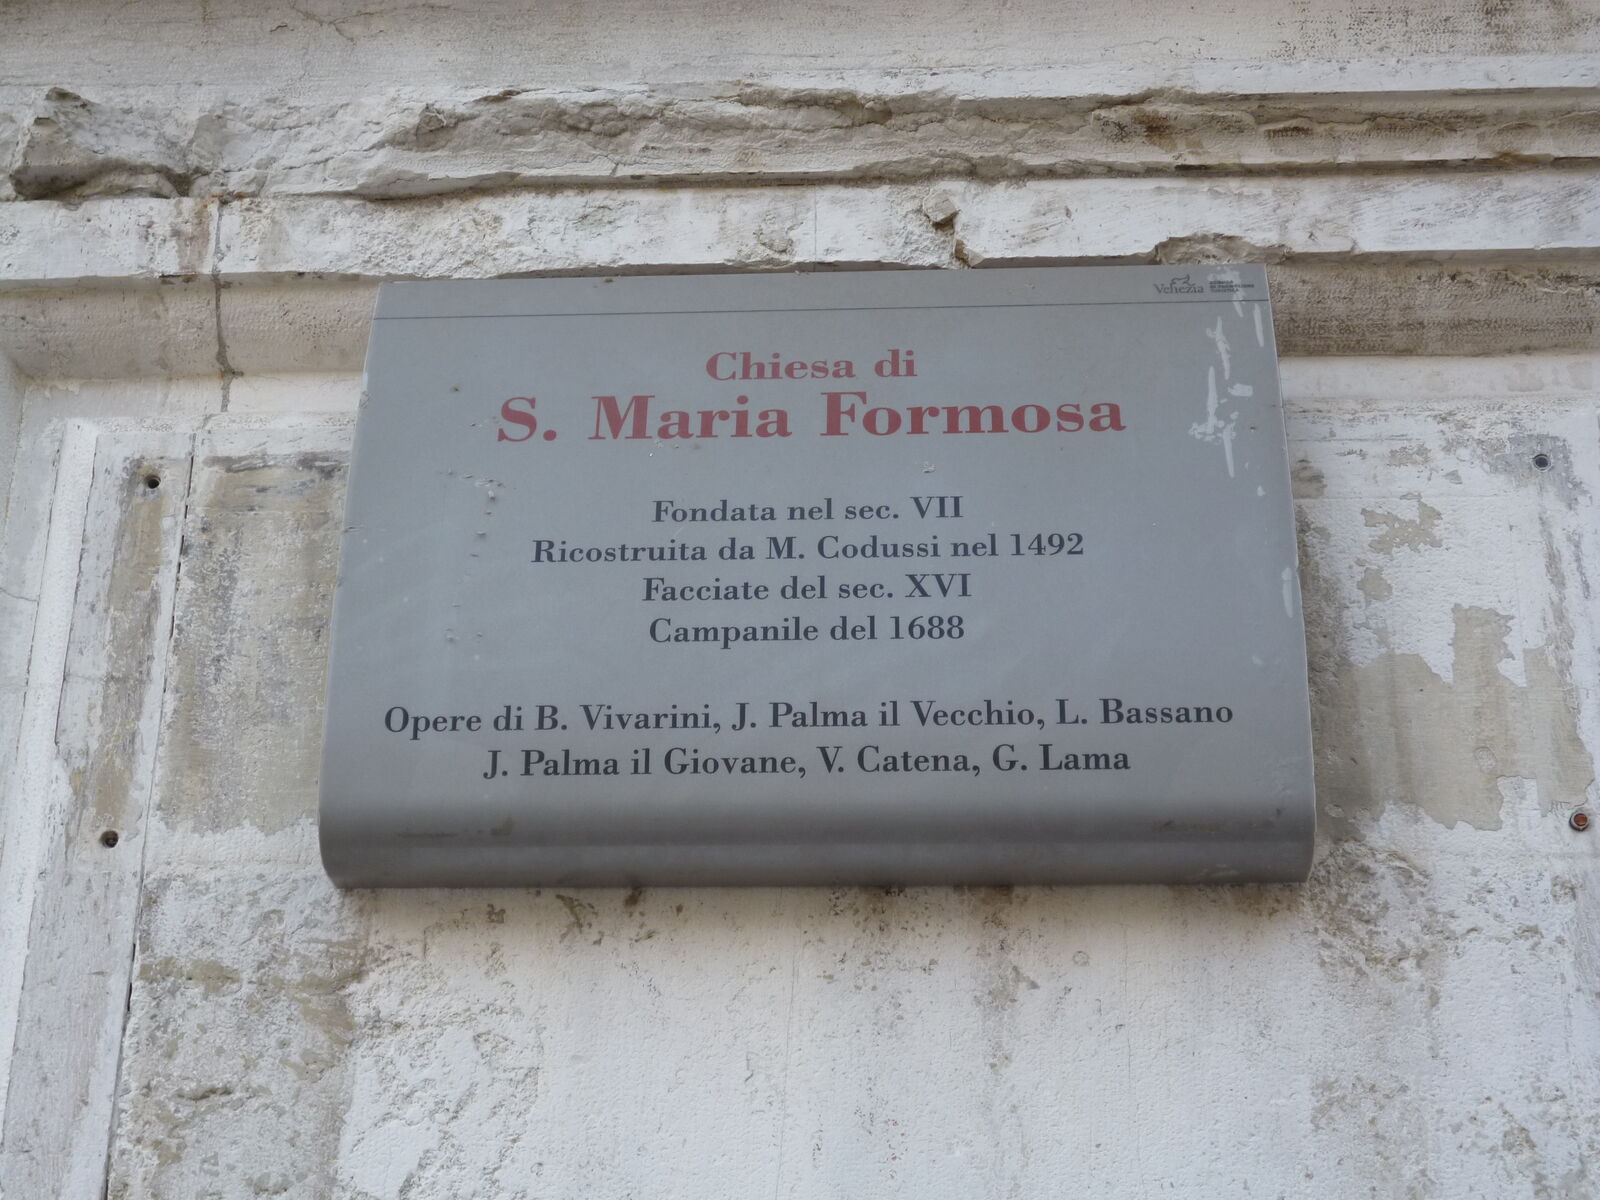 Venezia
Chiesa di
S. Maria Formosa
Fondata nel sec. VII
Ricostruita da M. Codussi nel 1492
Facciate del sec. XVI
Campanile del 1688
Opere di B. Vivarini, J. Palma il Vecchio, L. Bassano
J. Palma il Giovane, V. Catena, G. Lama